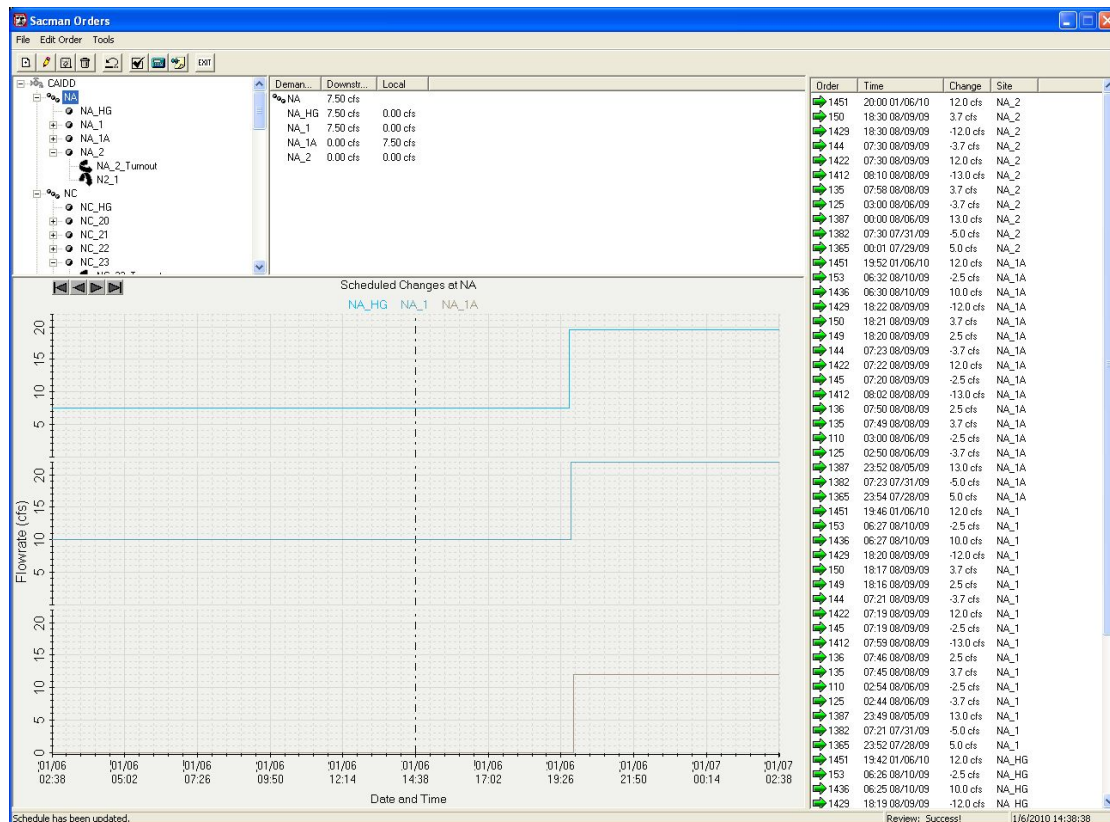 Sacman Orders
File Edit Order Tools
EXIT
CAIDD
NA
NA_HG
NA_1
NA_1A
NA_2
NA_2_Turnout
N2_1
NC
NC_HG
NC_20
NC_21
NC_22
NC_23
Deman... Downstr... Local
NA 7.50 cfs
NA_HG 7.50 cfs 0.00 cfs
NA_1 7.50 cfs 0.00 cfs
NA_1A 0.00 cfs 7.50 cfs
NA_2 0.00 cfs 0.00 cfs
Scheduled Changes at NA
NA_HG NA_1 NA_1A
20
15
10
5
20
15
10
5
20
15
10
5
0
Flowrate (cfs)
01/06 01/06 01/06 01/06 01/06 01/06 01/06 01/06 01/06 01/07 01/07
02:38 05:02 07:26 09:50 12:14 14:38 17:02 19:26 21:50 00:14 02:38
Date and Time
Order Time Change Site
1451 20:00 01/06/10 12.0 cfs NA_2
150 18:30 08/09/09 3.7 cfs NA_2
1429 18:30 08/09/09 -12.0 cfs NA_2
144 07:30 08/09/09 -3.7 cfs NA_2
1422 07:30 08/09/09 12.0 cfs NA_2
1412 08:10 08/08/09 -13.0 cfs NA_2
135 07:58 08/08/09 3.7 cfs NA_2
125 03:00 08/06/09 -3.7 cfs NA_2
1387 00:00 08/06/09 13.0 cfs NA_2
1382 07:30 07/31/09 -5.0 cfs NA_2
1365 00:01 07/29/09 5.0 cfs NA_2
1451 19:52 01/06/10 12.0 cfs NA_1A
153 06:32 08/10/09 -2.5 cfs NA_1A
1436 06:30 08/10/09 10.0 cfs NA_1A
1429 18:22 08/09/09 -12.0 cfs NA_1A
150 18:21 08/09/09 3.7 cfs NA_1A
149 18:20 08/09/09 2.5 cfs NA_1A
144 07:23 08/09/09 -3.7 cfs NA_1A
1422 07:22 08/09/09 12.0 cfs NA_1A
145 07:20 08/09/09 -2.5 cfs NA_1A
1412 08:02 08/08/09 -13.0 cfs NA_1A
136 07:50 08/08/09 2.5 cfs NA_1A
135 07:49 08/08/09 3.7 cfs NA_1A
110 03:00 08/06/09 -2.5 cfs NA_1A
125 02:50 08/06/09 -3.7 cfs NA_1A
1387 23:52 08/05/09 13.0 cfs NA_1A
1382 07:23 07/31/09 -5.0 cfs NA_1A
1365 23:54 07/28/09 5.0 cfs NA_1A
1451 19:46 01/06/10 12.0 cfs NA_1
153 06:27 08/10/09 -2.5 cfs NA_1
1436 06:27 08/10/09 10.0 cfs NA_1
1429 18:20 08/09/09 -12.0 cfs NA_1
150 18:17 08/09/09 3.7 cfs NA_1
149 18:16 08/09/09 2.5 cfs NA_1
144 07:21 08/09/09 -3.7 cfs NA_1
1422 07:19 08/09/09 12.0 cfs NA_1
145 07:19 08/09/09 -2.5 cfs NA_1
1412 07:59 08/08/09 -13.0 cfs NA_1
136 07:46 08/08/09 2.5 cfs NA_1
135 07:45 08/08/09 3.7 cfs NA_1
110 02:54 08/06/09 -2.5 cfs NA_1
125 02:44 08/06/09 -3.7 cfs NA_1
1387 23:49 08/05/09 13.0 cfs NA_1
1382 07:21 07/31/09 -5.0 cfs NA_1
1365 23:52 07/28/09 5.0 cfs NA_1
1451 19:42 01/06/10 12.0 cfs NA_HG
153 06:26 08/10/09 -2.5 cfs NA_HG
1436 06:25 08/10/09 10.0 cfs NA_HG
1429 18:19 08/09/09 -12.0 cfs NA_HG
Schedule has been updated.
Review: Success!
1/6/2010 14:38:38